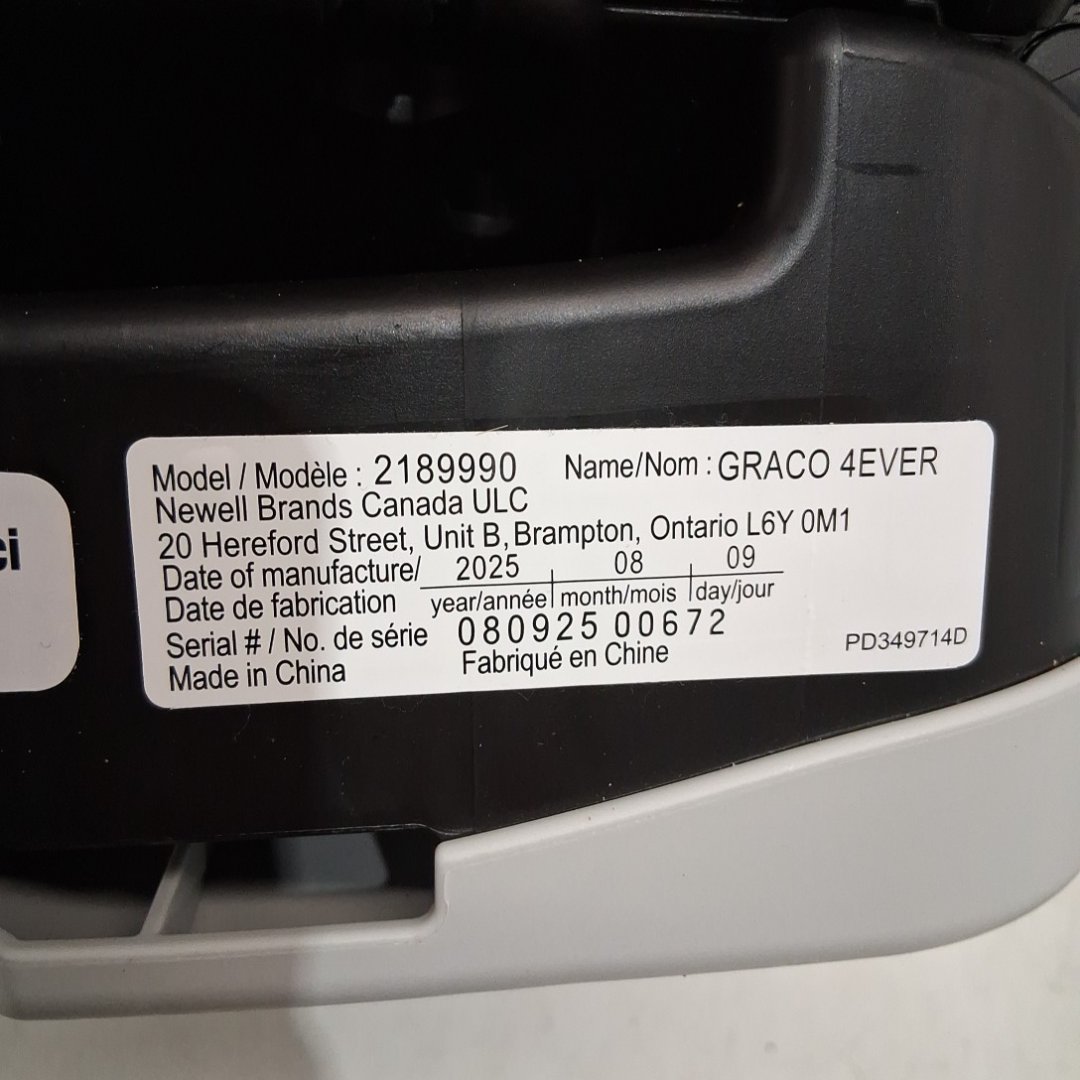 Model / Modèle : 2189990 Name/Nom : GRACO 4EVER
Newell Brands Canada ULC
20 Hereford Street, Unit B, Brampton, Ontario L6Y 0M1
Date of manufacture/ 2025 08 09
Date de fabrication year/année month/mois day/jour
Serial # / No. de série 080925 00672
Made in China Fabriqué en Chine PD349714D
ci